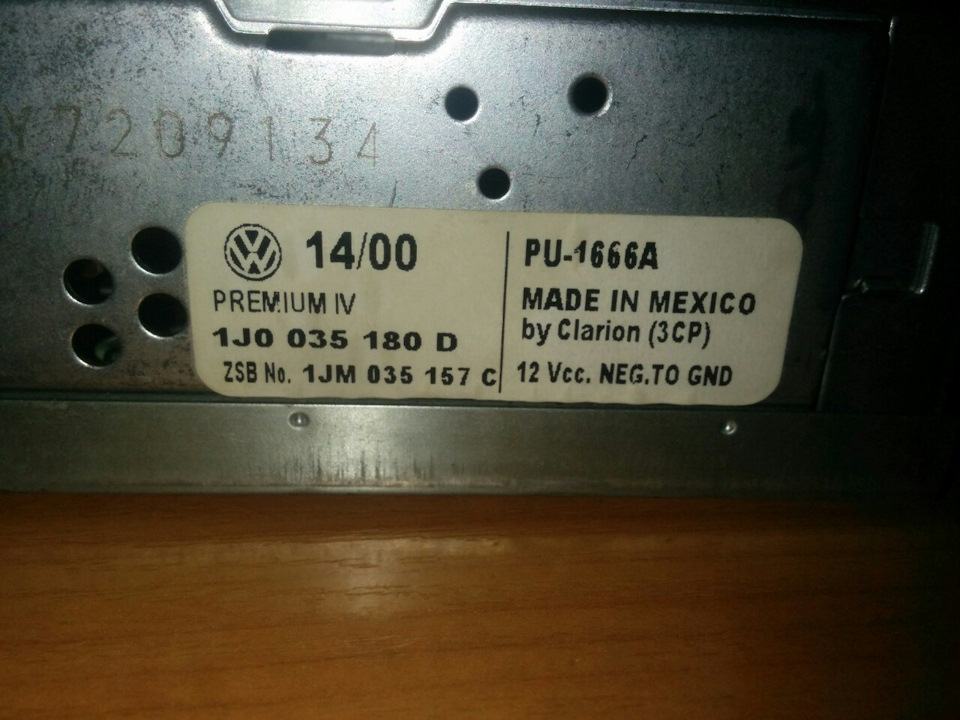 Y7209134
14/00
PREMIUM IV
1J0 035 180 D
ZSB No. 1JM 035 157 C
PU-1666A
MADE IN MEXICO
by Clarion (3CP)
12 Vcc. NEG.TO GND